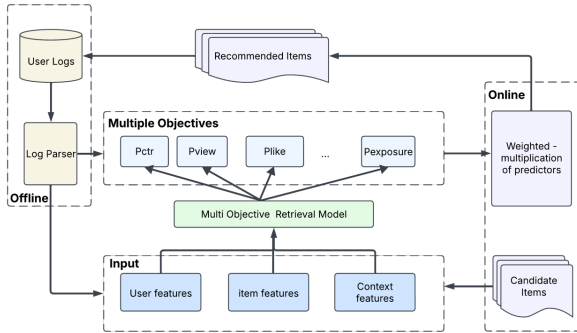 User Logs
Recommended Items
Online
Multiple Objectives
Log Parser
Pctr
Pview
Plike
...
Pexposure
Weighted -
multiplication
of predictors
Offline
Multi Objective Retrieval Model
Input
User features
item features
Context
features
Candidate
Items